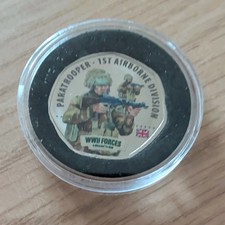 PARATROOPER - 1ST AIRBORNE DIVISION
WWII FORCES